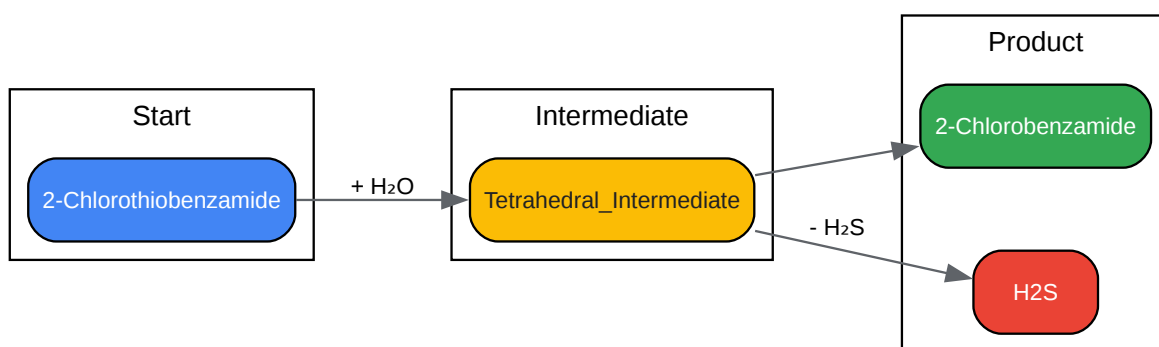 Start
2-Chlorothiobenzamide
+ H₂O
Intermediate
Tetrahedral_Intermediate
- H₂S
Product
2-Chlorobenzamide
H2S